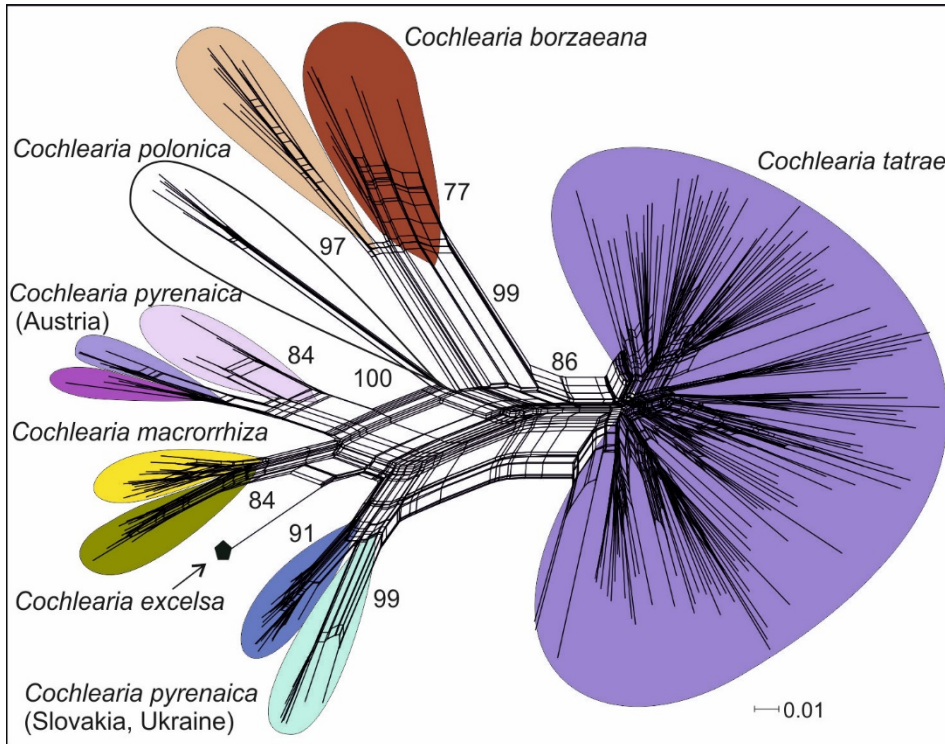 Cochlearia borzaeana
Cochlearia polonica
Cochlearia tatrae
77
97
99
Cochlearia pyrenaica
(Austria)
84
86
100
Cochlearia macrorrhiza
84
91
Cochlearia excelsa
99
Cochlearia pyrenaica
(Slovakia, Ukraine)
0.01